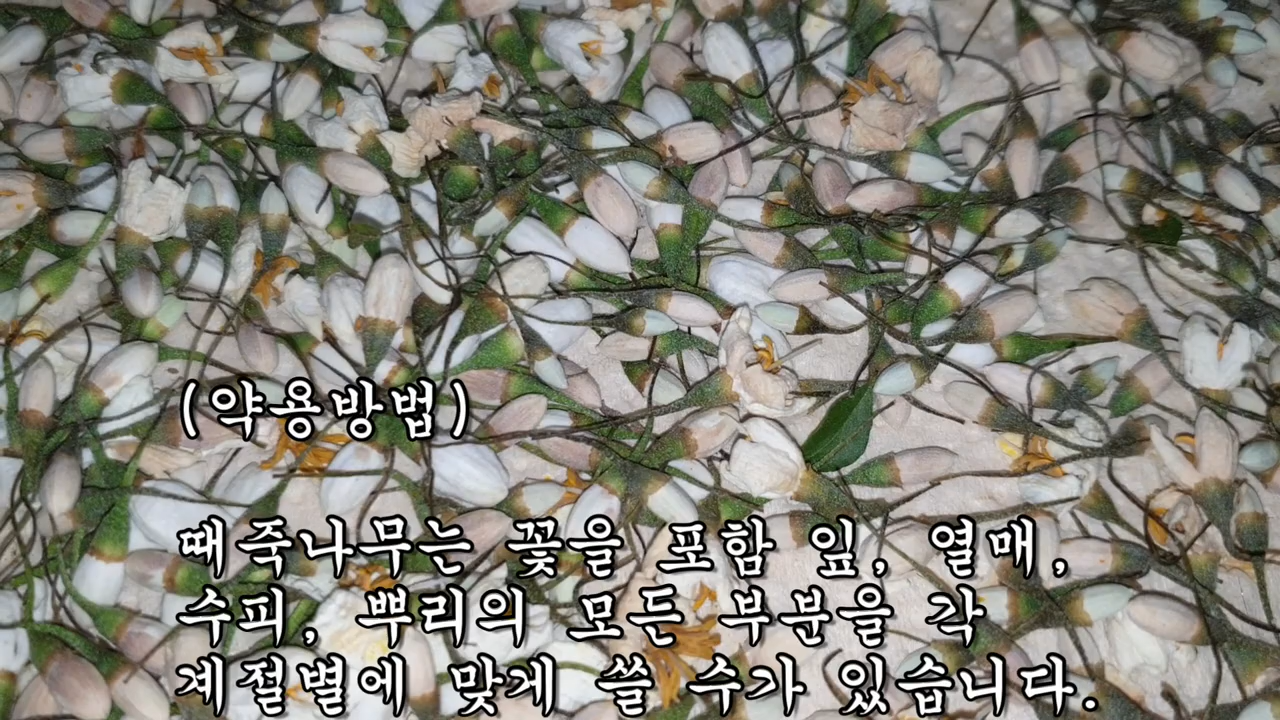 (약용방법)
때죽나무는 꽃을 포함 잎, 열매,
수피, 뿌리의 모든 부분을 각
계절별에 맞게 쓸 수가 있습니다.